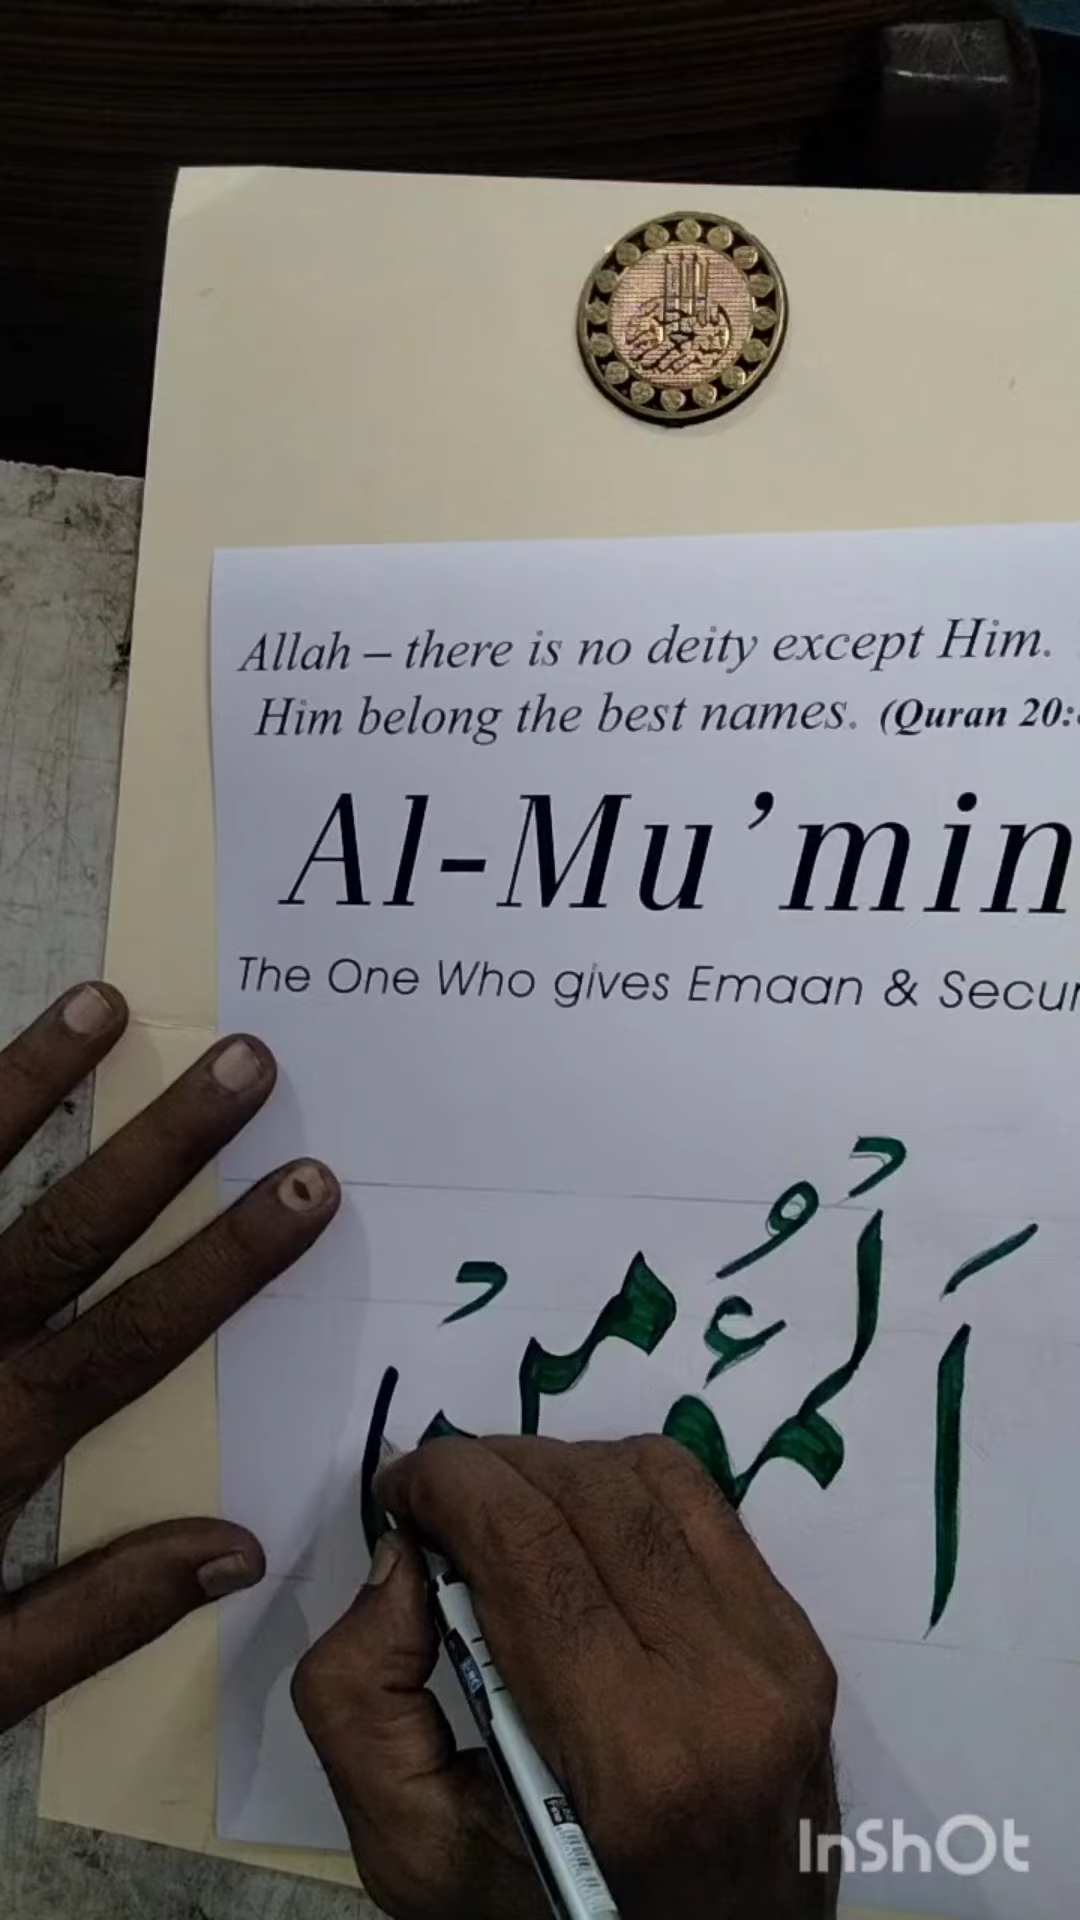 Allah – there is no deity except Him.
Him belong the best names. (Quran 20:
Al-Mu’min
The One Who gives Emaan &
اَلْمُؤْمِنُ
InShOt